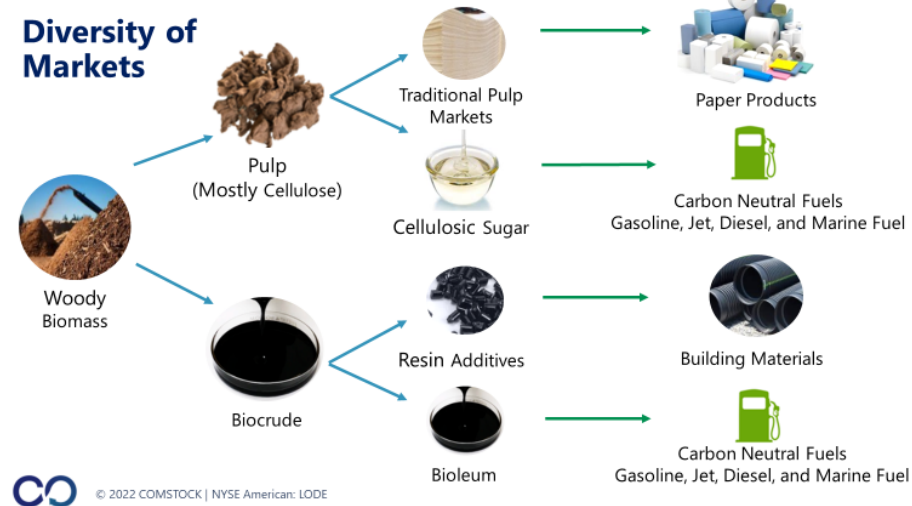 Diversity of
Markets
Traditional Pulp
Markets
Paper Products
Pulp
(Mostly Cellulose)
Cellulosic Sugar
Carbon Neutral Fuels
Gasoline, Jet, Diesel, and Marine Fuel
Woody
Biomass
Resin Additives
Building Materials
Biocrude
Bioleum
Carbon Neutral Fuels
Gasoline, Jet, Diesel, and Marine Fuel
© 2022 COMSTOCK | NYSE American: LODE